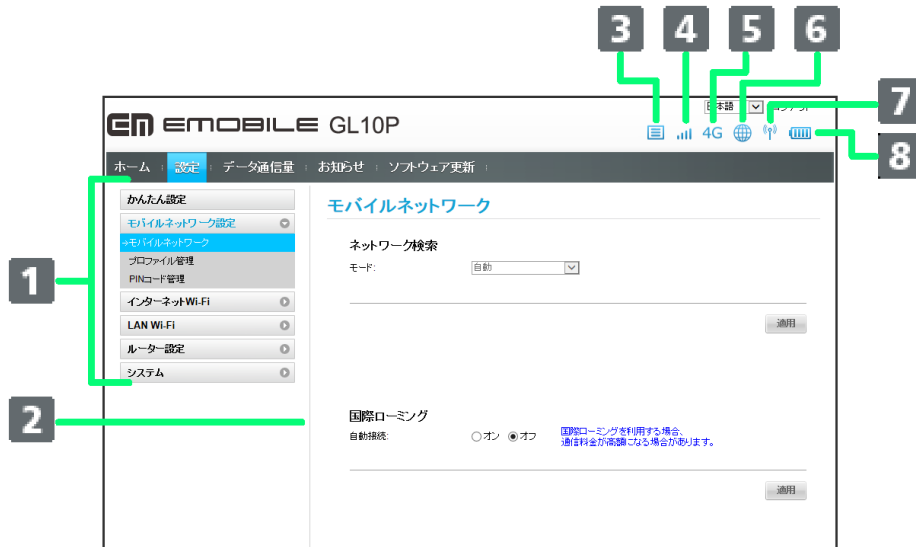 3 4 5 6
7
8
1
2
日本語
EM EMOBILE GL10P
4G
ホーム 設定 データ通信量 お知らせ ソフトウェア更新
かんたん設定
モバイルネットワーク設定
→モバイルネットワーク
プロファイル管理
PINコード管理
インターネットWi-Fi
LAN Wi-Fi
ルーター設定
システム
モバイルネットワーク
ネットワーク検索
モード: 自動
適用
国際ローミング
自動接続: オン オフ
国際ローミングを利用する場合、
通信料金が高額になる場合があります。
適用